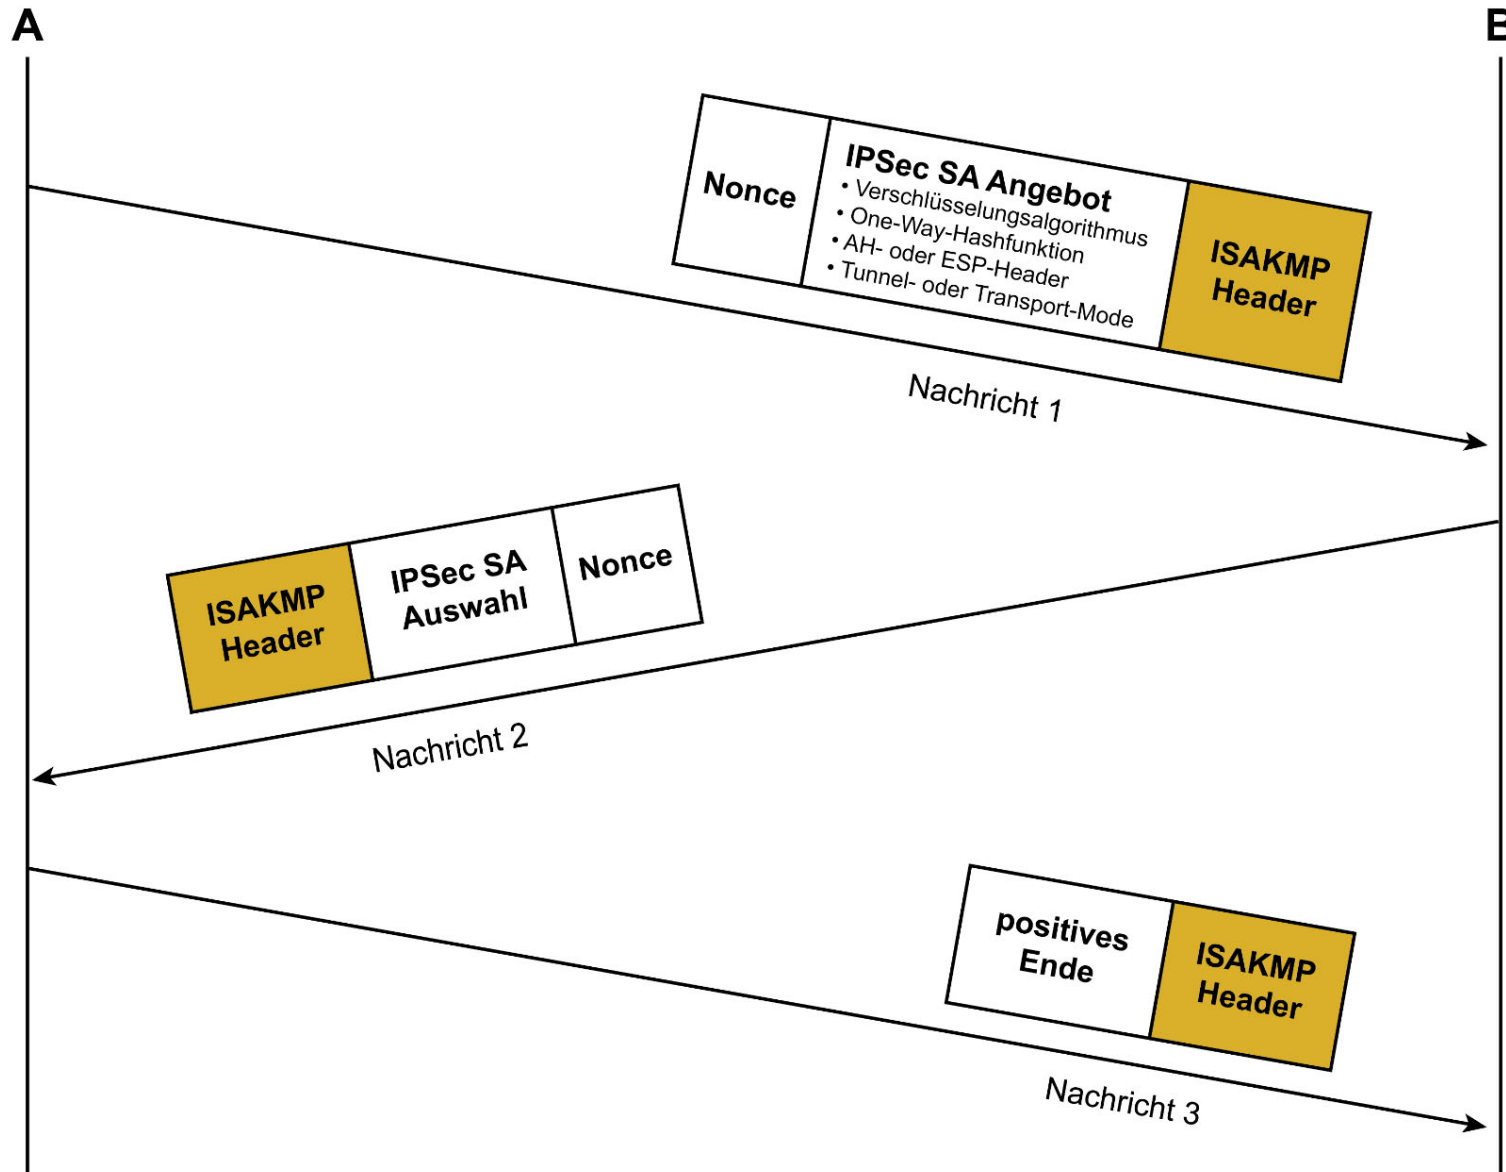 A
B
Nonce
IPSec SA Angebot
• Verschlüsselungsalgorithmus
• One-Way-Hashfunktion
• AH- oder ESP-Header
• Tunnel- oder Transport-Mode
ISAKMP
Header
Nachricht 1
ISAKMP
Header
IPSec SA
Auswahl
Nonce
Nachricht 2
positives
Ende
ISAKMP
Header
Nachricht 3